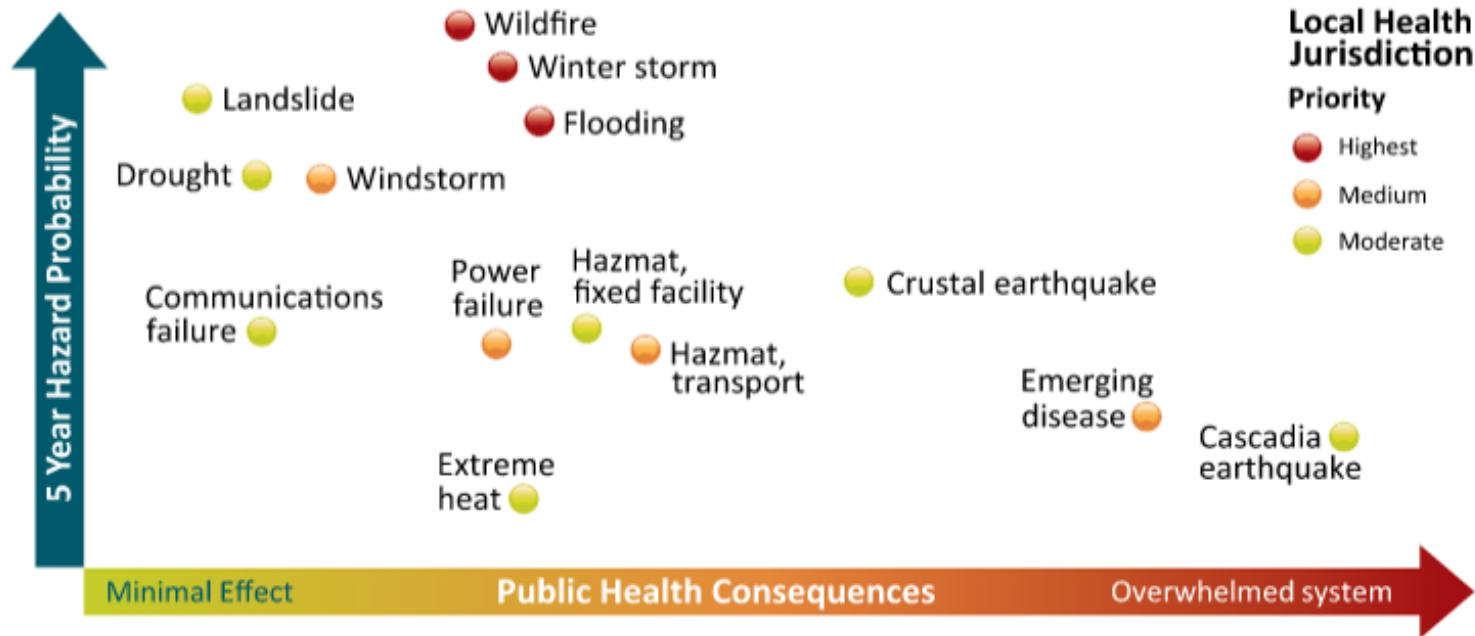 Wildfire
Winter storm
Landslide
Flooding
Drought
Windstorm
Power
failure
Hazmat,
fixed facility
Communications
failure
Crustal earthquake
Hazmat,
transport
Emerging
disease
Cascadia
earthquake
Extreme
heat
5 Year Hazard Probability
Minimal Effect
Public Health Consequences
Overwhelmed system
Local Health
Jurisdiction
Priority
Highest
Medium
Moderate